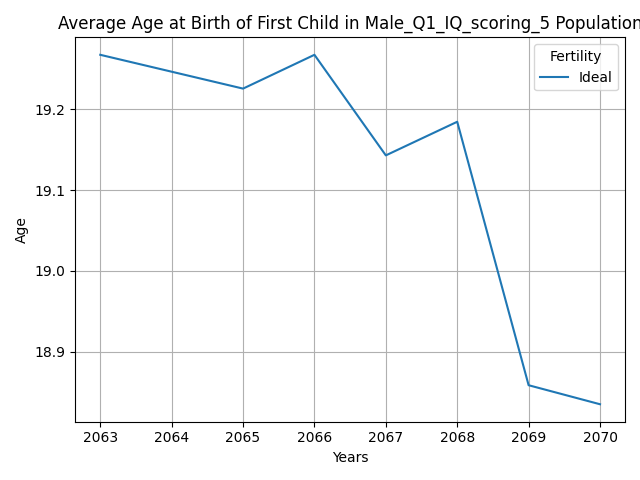 Average Age at Birth of First Child in Male_Q1_IQ_scoring_5 Population
Fertility
Ideal
19.2
19.1
19.0
18.9
Age
2063 2064 2065 2066 2067 2068 2069 2070
Years